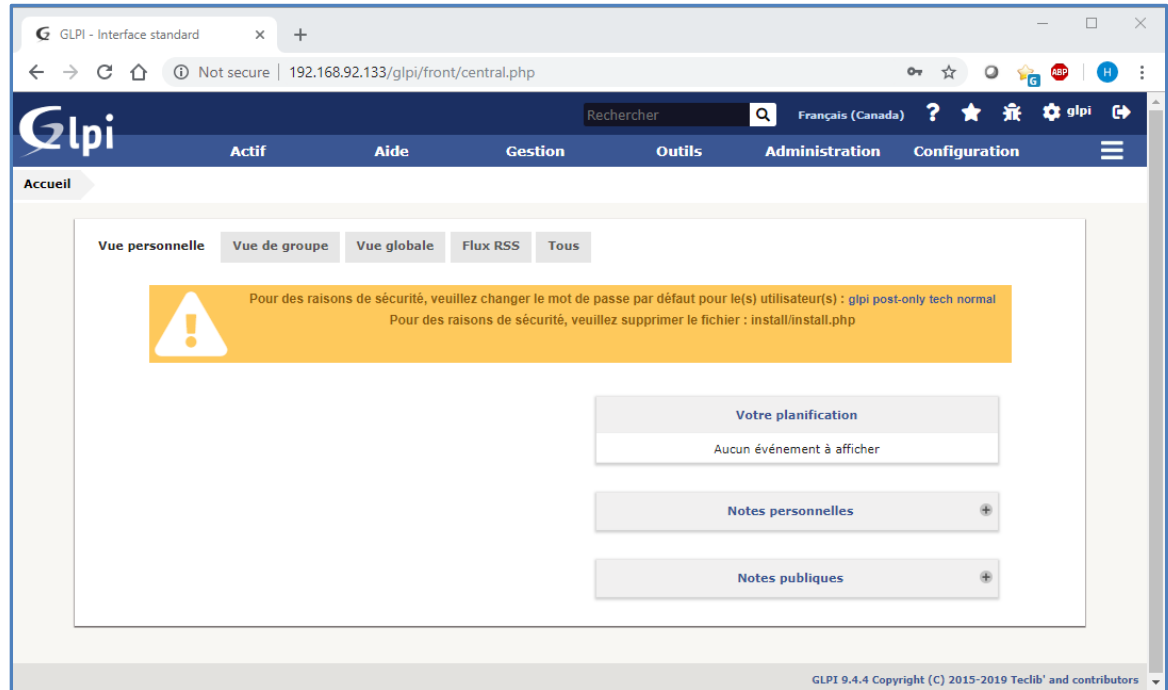 GLPI - Interface standard
Not secure | 192.168.92.133/glpi/front/central.php
G
ABP
H
Glpi
Rechercher
Français (Canada)
?
glpi
Actif Aide Gestion Outils Administration Configuration
Accueil
Vue personnelle Vue de groupe Vue globale Flux RSS Tous
Pour des raisons de sécurité, veuillez changer le mot de passe par défaut pour le(s) utilisateur(s) : glpi post-only tech normal
Pour des raisons de sécurité, veuillez supprimer le fichier : install/install.php
Votre planification
Aucun événement à afficher
Notes personnelles
Notes publiques
GLPI 9.4.4 Copyright (C) 2015-2019 Teclib' and contributors